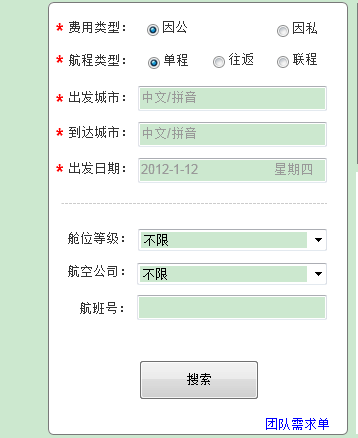 * 费用类型： 因公 因私
* 航程类型： 单程 往返 联程
* 出发城市： 中文/拼音
* 到达城市： 中文/拼音
* 出发日期： 2012-1-12 星期四
舱位等级： 不限
航空公司： 不限
航班号：
搜索
团队需求单